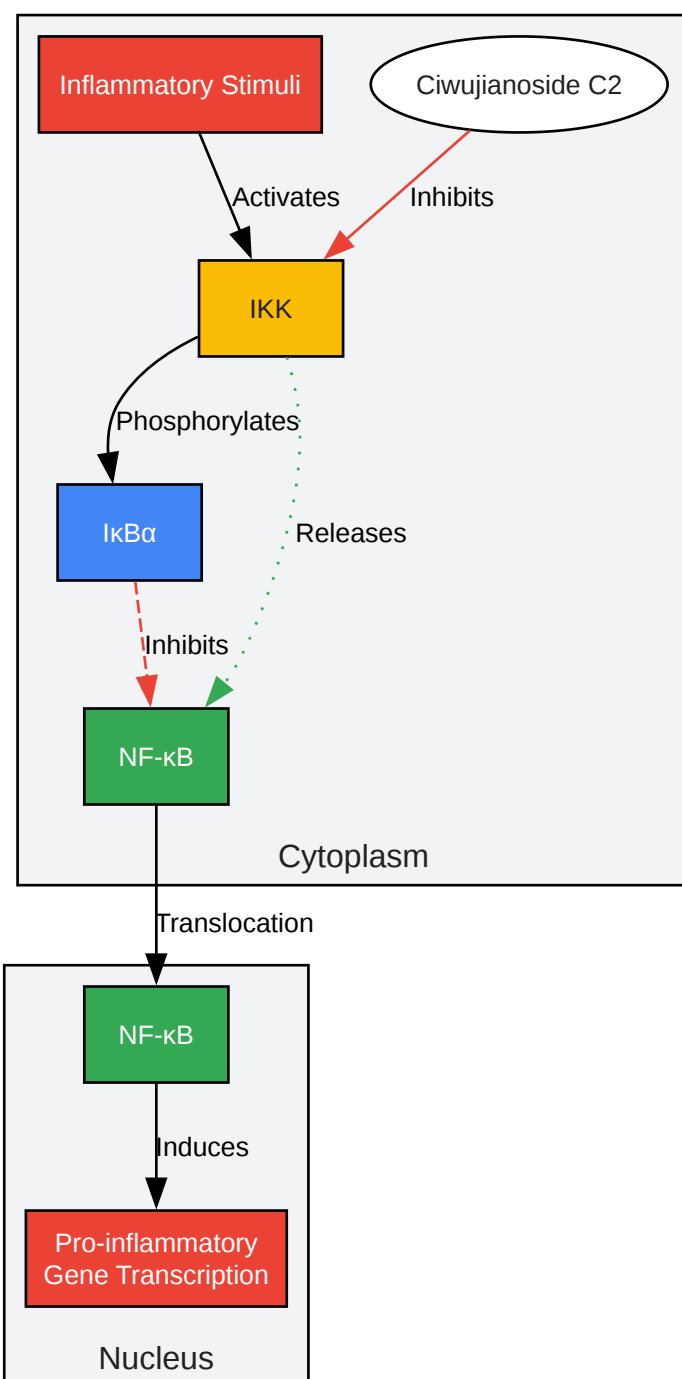 Inflammatory Stimuli
Ciwujianoside C2
Activates
Inhibits
IKK
Phosphorylates
IκBα
Releases
Inhibits
NF-κB
Cytoplasm
Translocation
NF-κB
Induces
Pro-inflammatory
Gene Transcription
Nucleus